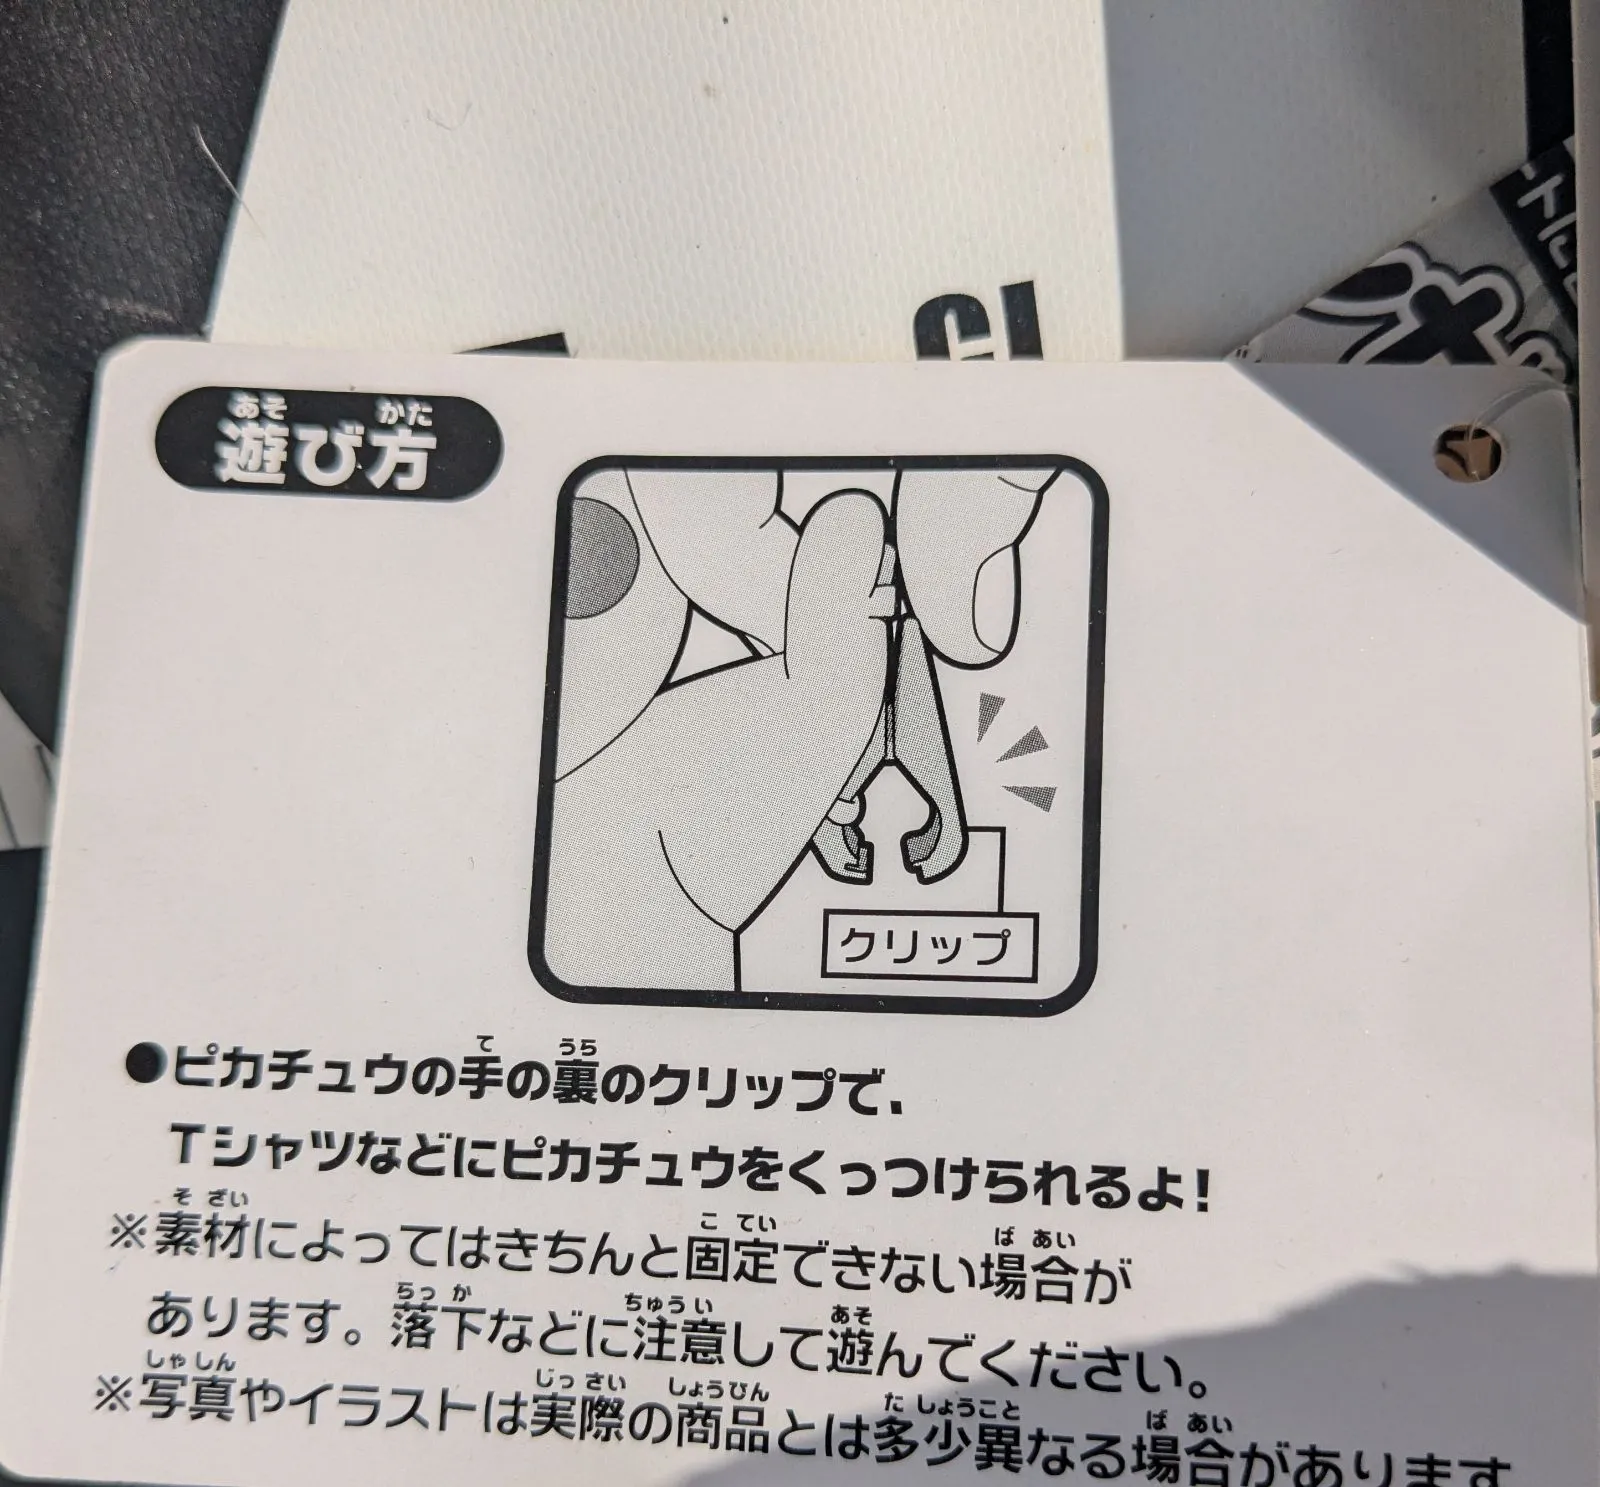 遊び方
クリップ
●ピカチュウの手の裏のクリップで、
Tシャツなどにピカチュウをくっつけられるよ!
※素材によってはきちんと固定できない場合が
あります。落下などに注意して遊んでください。
※写真やイラストは実際の商品とは多少異なる場合があります